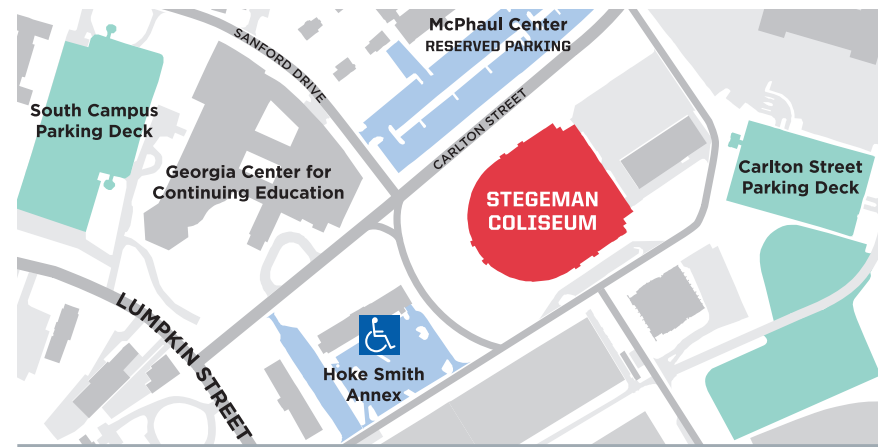 McPhaul Center
RESERVED PARKING
SANFORD DRIVE
South Campus
Parking Deck
CARLTON STREET
Georgia Center for
Continuing Education
Carlton Street
Parking Deck
STEGEMAN
COLISEUM
LUMPKIN STREET
Hoke Smith
Annex